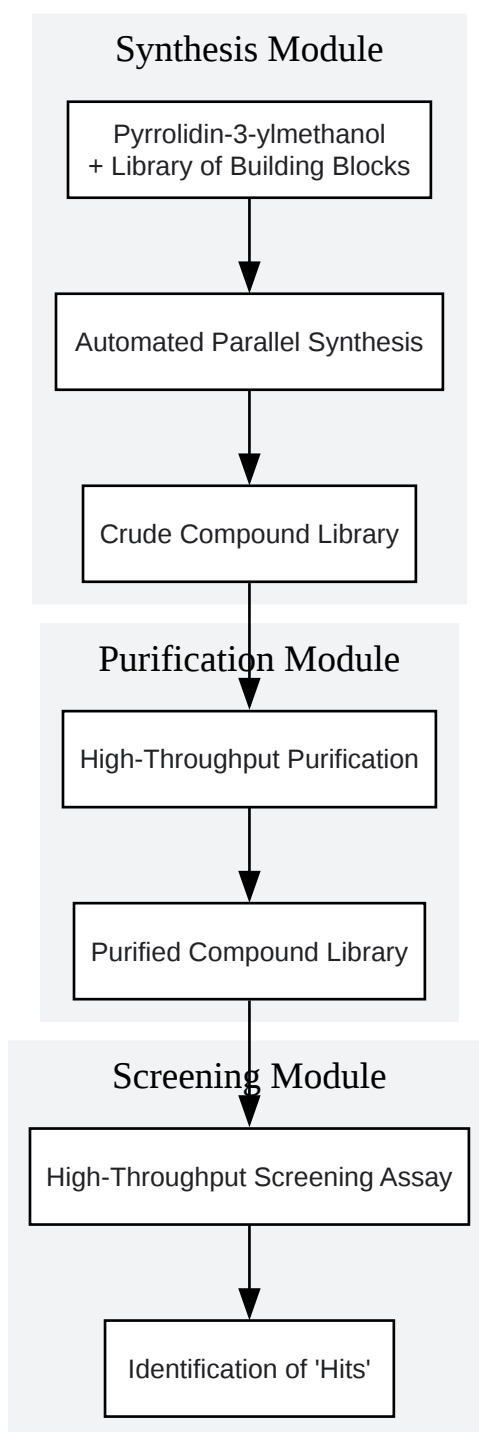 Synthesis Module
Pyrrolidin-3-ylmethanol
+ Library of Building Blocks
Automated Parallel Synthesis
Crude Compound Library
Purification Module
High-Throughput Purification
Purified Compound Library
Screening Module
High-Throughput Screening Assay
Identification of 'Hits'